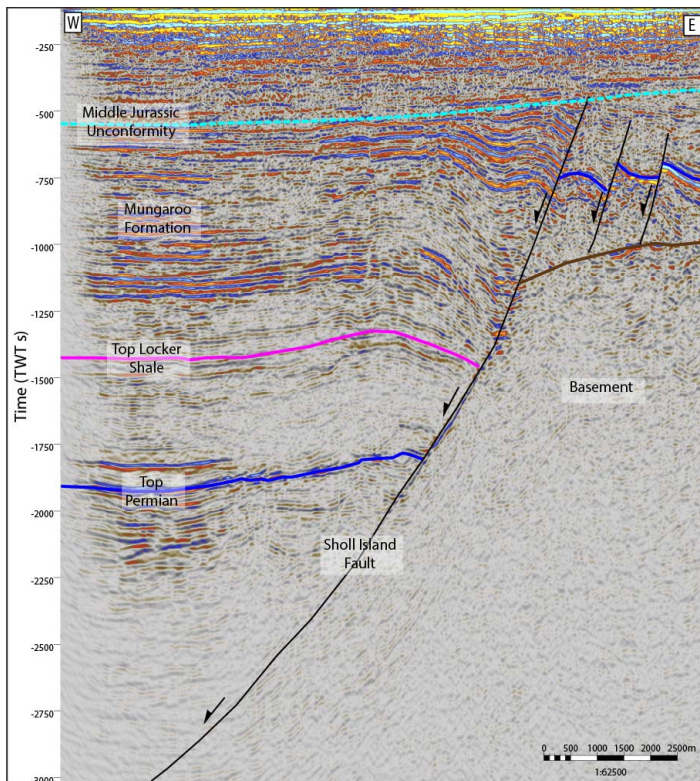 W
E
-250
-500
-750
-1000
-1250
-1500
-1750
-2000
-2250
-2500
-2750
-3000
Time (TWT s)
Middle Jurassic
Unconformity
Mungaroo
Formation
Top Locker
Shale
Basement
Top
Permian
Sholl Island
Fault
0 500 1000 1500 2000 2500m
1:62500